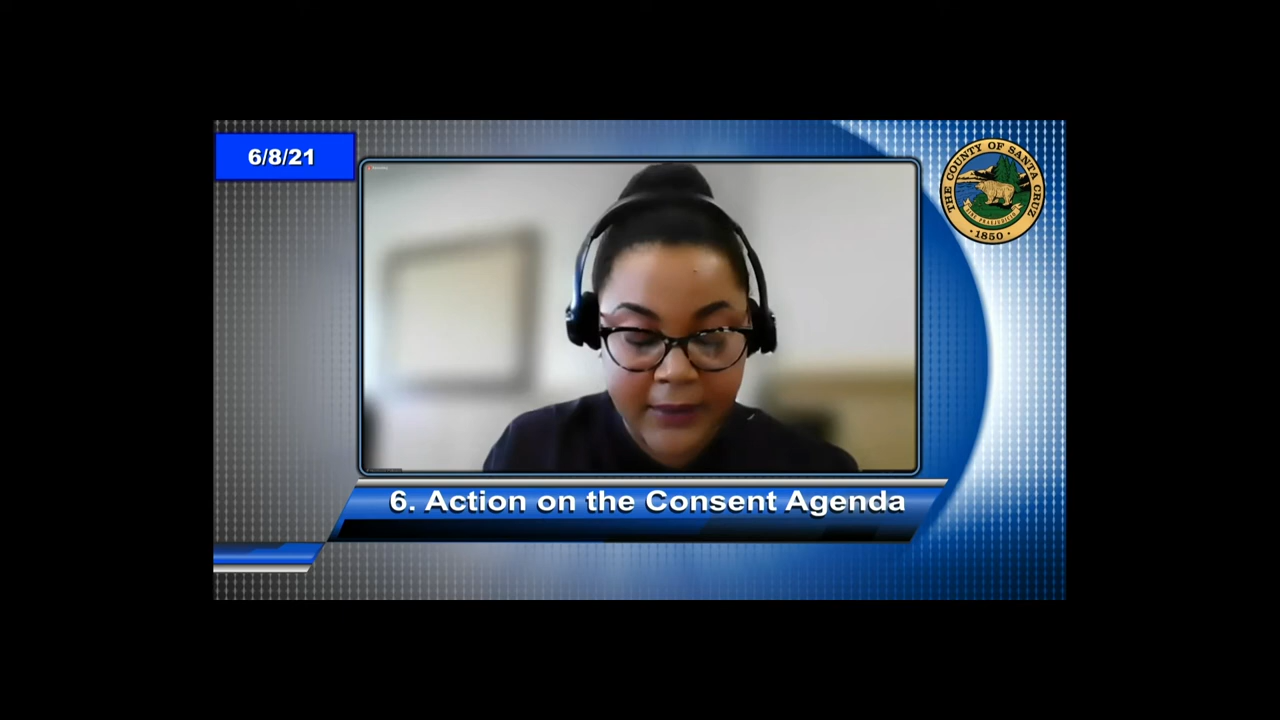 6/8/21
THE COUNTY OF SANTA CRUZ
1850
6. Action on the Consent Agenda